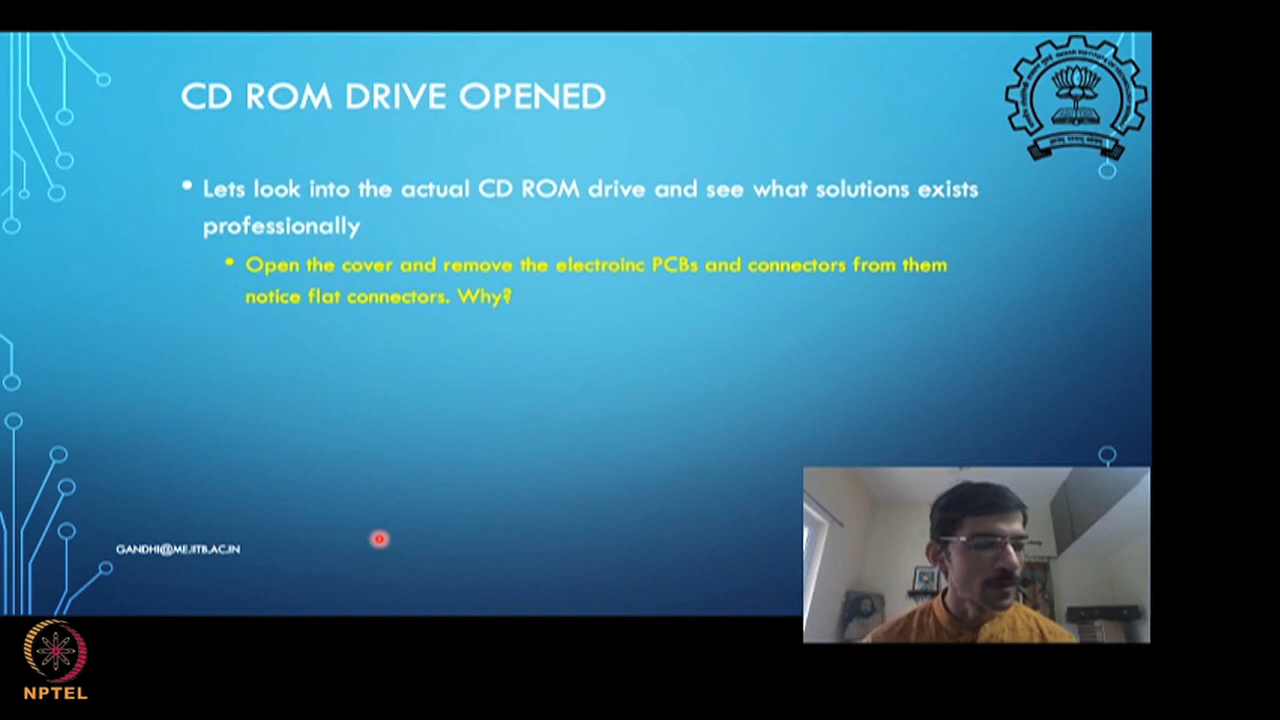 CD ROM DRIVE OPENED
• Lets look into the actual CD ROM drive and see what solutions exists
professionally
• Open the cover and remove the electroinc PCBs and connectors from them
notice flat connectors. Why?
GANDHI@ME.IITB.AC.IN
NPTEL